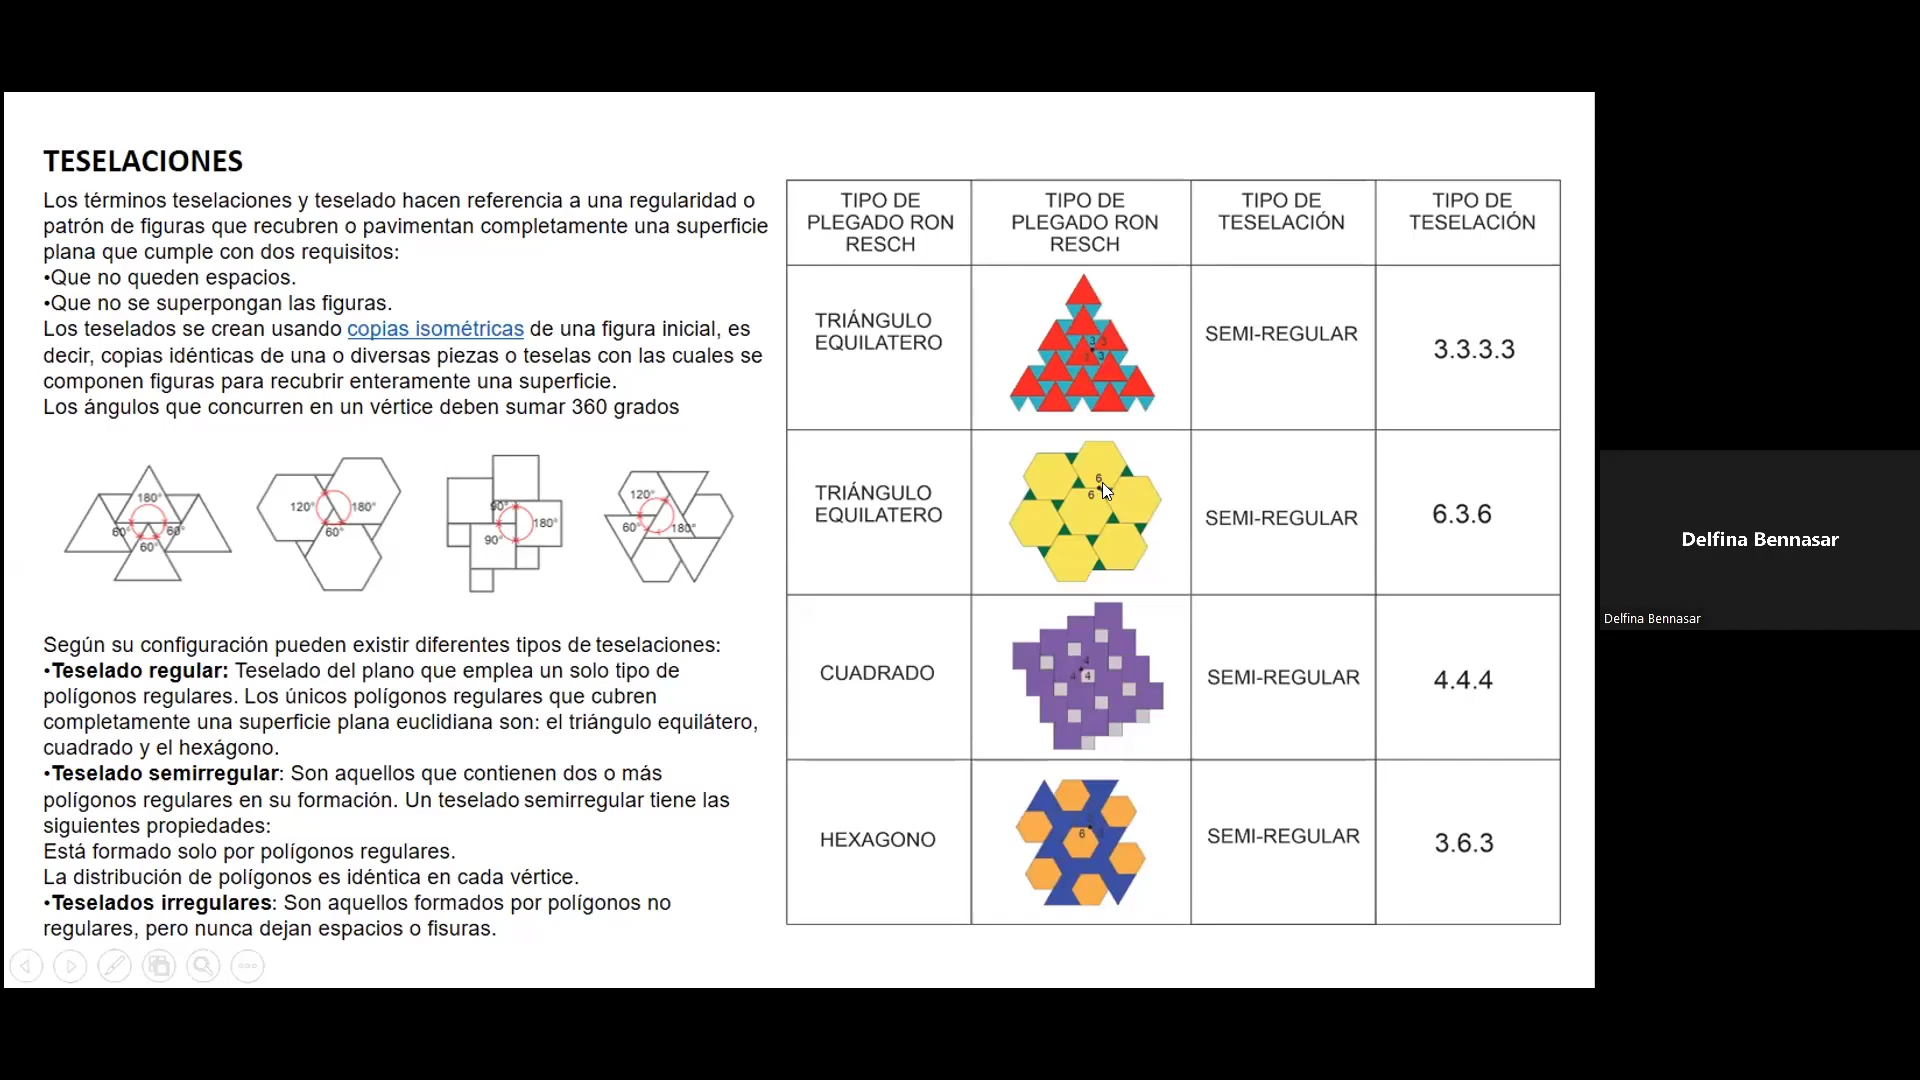 TESELACIONES
Los términos teselaciones y teselado hacen referencia a una regularidad o
patrón de figuras que recubren o pavimentan completamente una superficie
plana que cumple con dos requisitos:
•Que no queden espacios.
•Que no se superpongan las figuras.
Los teselados se crean usando copias isométricas de una figura inicial, es
decir, copias idénticas de una o diversas piezas o teselas con las cuales se
componen figuras para recubrir enteramente una superficie.
Los ángulos que concurren en un vértice deben sumar 360 grados
180°
60° 60°
60°
120° 180°
60°
90°
180°
90°
120°
60° 180°
Según su configuración pueden existir diferentes tipos de teselaciones:
•Teselado regular: Teselado del plano que emplea un solo tipo de
polígonos regulares. Los únicos polígonos regulares que cubren
completamente una superficie plana euclidiana son: el triángulo equilátero,
cuadrado y el hexágono.
•Teselado semirregular: Son aquellos que contienen dos o más
polígonos regulares en su formación. Un teselado semirregular tiene las
siguientes propiedades:
Está formado solo por polígonos regulares.
La distribución de polígonos es idéntica en cada vértice.
•Teselados irregulares: Son aquellos formados por polígonos no
regulares, pero nunca dejan espacios o fisuras.
TIPO DE
PLEGADO RON
RESCH
TIPO DE
PLEGADO RON
RESCH
TIPO DE
TESELACIÓN
TIPO DE
TESELACIÓN
TRIÁNGULO
EQUILATERO
3 3
3 3
SEMI-REGULAR
3.3.3.3
TRIÁNGULO
EQUILATERO
6
6
SEMI-REGULAR
6.3.6
CUADRADO
4
4 4
SEMI-REGULAR
4.4.4
HEXAGONO
6
SEMI-REGULAR
3.6.3
Delfina Bennasar
Delfina Bennasar